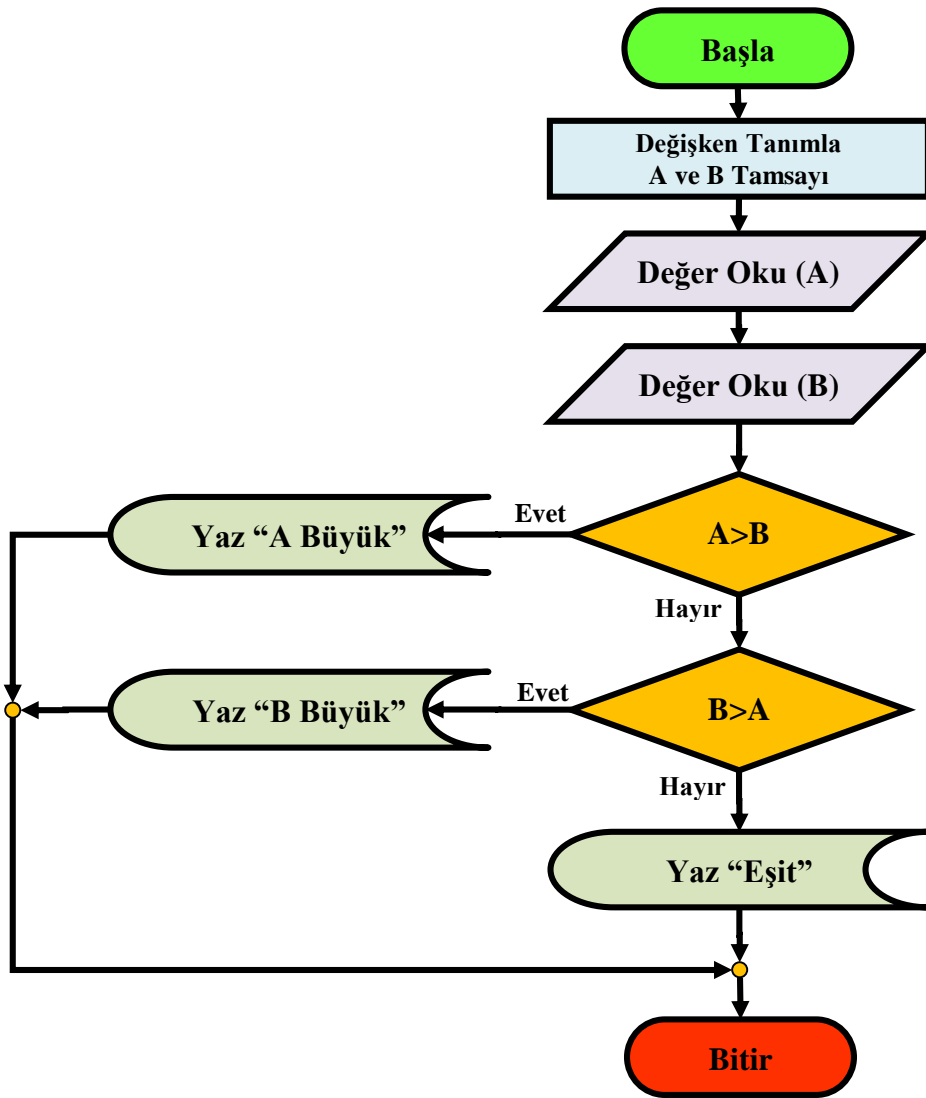 Başla
Değişken Tanımla
A ve B Tamsayı
Değer Oku (A)
Değer Oku (B)
A>B
Evet
Yaz “A Büyük”
Hayır
B>A
Evet
Yaz “B Büyük”
Hayır
Yaz “Eşit”
Bitir